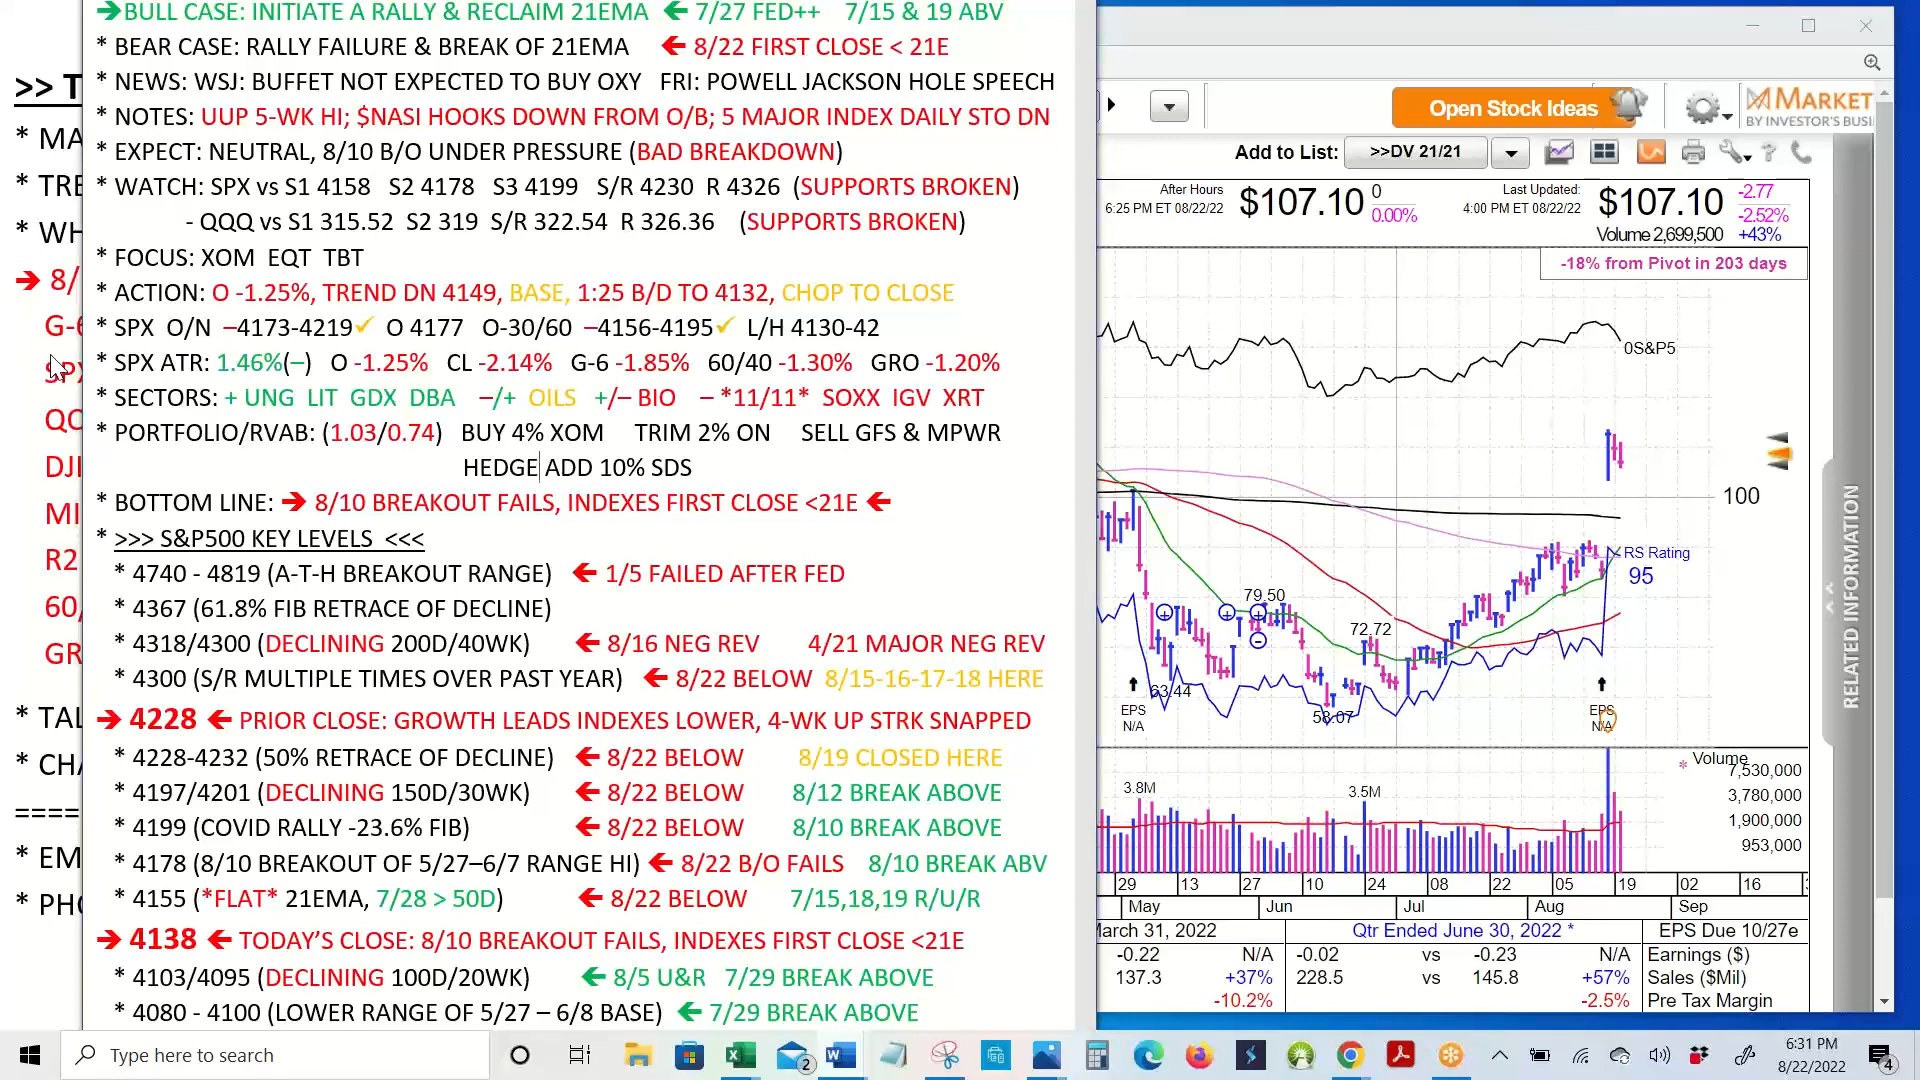 ➔BULL CASE: INITIATE A RALLY & RECLAIM 21EMA ← 7/27 FED++ 7/15 & 19 ABV
* BEAR CASE: RALLY FAILURE & BREAK OF 21EMA ← 8/22 FIRST CLOSE < 21E
* NEWS: WSJ: BUFFET NOT EXPECTED TO BUY OXY FRI: POWELL JACKSON HOLE SPEECH
* NOTES: UUP 5-WK HI; $NASI HOOKS DOWN FROM O/B; 5 MAJOR INDEX DAILY STO DN
* EXPECT: NEUTRAL, 8/10 B/O UNDER PRESSURE (BAD BREAKDOWN)
* WATCH: SPX vs S1 4158 S2 4178 S3 4199 S/R 4230 R 4326 (SUPPORTS BROKEN)
- QQQ vs S1 315.52 S2 319 S/R 322.54 R 326.36 (SUPPORTS BROKEN)
* FOCUS: XOM EQT TBT
* ACTION: O -1.25%, TREND DN 4149, BASE, 1:25 B/D TO 4132, CHOP TO CLOSE
* SPX O/N –4173-4219✓ O 4177 O-30/60 –4156-4195✓ L/H 4130-42
* SPX ATR: 1.46%(–) O -1.25% CL -2.14% G-6 -1.85% 60/40 -1.30% GRO -1.20%
* SECTORS: + UNG LIT GDX DBA –/+ OILS +/– BIO – *11/11* SOXX IGV XRT
* PORTFOLIO/RVAB: (1.03/0.74) BUY 4% XOM TRIM 2% ON SELL GFS & MPWR
HEDGE ADD 10% SDS
* BOTTOM LINE: ➔ 8/10 BREAKOUT FAILS, INDEXES FIRST CLOSE <21E ←
* >>> S&P500 KEY LEVELS <<<
* 4740 - 4819 (A-T-H BREAKOUT RANGE) ← 1/5 FAILED AFTER FED
* 4367 (61.8% FIB RETRACE OF DECLINE)
* 4318/4300 (DECLINING 200D/40WK) ← 8/16 NEG REV 4/21 MAJOR NEG REV
* 4300 (S/R MULTIPLE TIMES OVER PAST YEAR) ← 8/22 BELOW 8/15-16-17-18 HERE
➔ 4228 ← PRIOR CLOSE: GROWTH LEADS INDEXES LOWER, 4-WK UP STRK SNAPPED
* 4228-4232 (50% RETRACE OF DECLINE) ← 8/22 BELOW 8/19 CLOSED HERE
* 4197/4201 (DECLINING 150D/30WK) ← 8/22 BELOW 8/12 BREAK ABOVE
* 4199 (COVID RALLY -23.6% FIB) ← 8/22 BELOW 8/10 BREAK ABOVE
* 4178 (8/10 BREAKOUT OF 5/27–6/7 RANGE HI) ← 8/22 B/O FAILS 8/10 BREAK ABV
* 4155 (*FLAT* 21EMA, 7/28 > 50D) ← 8/22 BELOW 7/15,18,19 R/U/R
➔ 4138 ← TODAY'S CLOSE: 8/10 BREAKOUT FAILS, INDEXES FIRST CLOSE <21E
* 4103/4095 (DECLINING 100D/20WK) ← 8/5 U&R 7/29 BREAK ABOVE
* 4080 - 4100 (LOWER RANGE OF 5/27 – 6/8 BASE) ← 7/29 BREAK ABOVE
>> T
* MA
* TRE
* WH
➔ 8/
G-6
SPX
QC
DJI
MI
R2
60/
GR
* TAL
* CHA
====
* EM
* PHO
Open Stock Ideas
MARKET
BY INVESTOR'S BUSI
Add to List: >>DV 21/21
After Hours
6:25 PM ET 08/22/22
$107.10 0
0.00%
Last Updated:
4:00 PM ET 08/22/22
$107.10 -2.77
-2.52%
Volume 2,699,500 +43%
-18% from Pivot in 203 days
0S&P5
100
RS Rating
95
79.50
72.72
63.44
58.07
EPS
N/A
EPS
N/A
RELATED INFORMATION
Volume
7,530,000
3,780,000
1,900,000
953,000
3.8M
3.5M
29 13 27 10 24 08 22 05 19 02 16
May Jun Jul Aug Sep
March 31, 2022 Qtr Ended June 30, 2022 * EPS Due 10/27e
-0.22 N/A -0.02 vs -0.23 N/A Earnings ($)
137.3 +37% 228.5 vs 145.8 +57% Sales ($Mil)
-10.2% -2.5% Pre Tax Margin
Type here to search
2
6:31 PM
8/22/2022
4